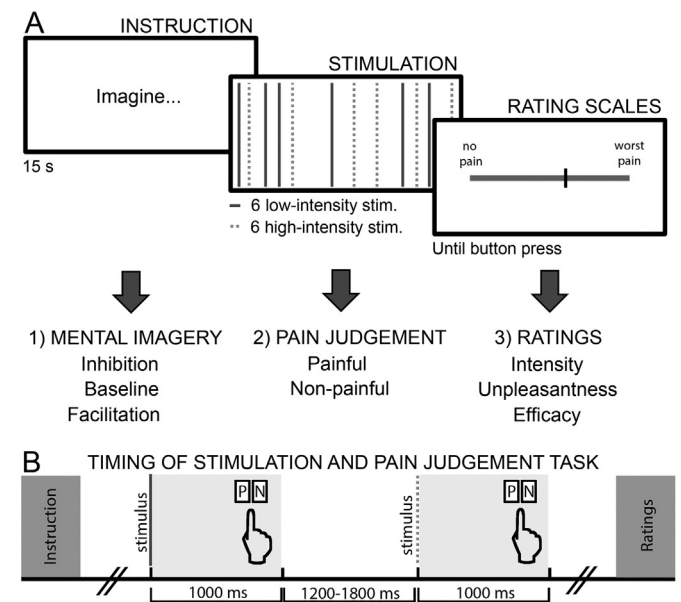 A
INSTRUCTION
Imagine...
15 s
STIMULATION
6 low-intensity stim.
6 high-intensity stim.
RATING SCALES
no pain
worst pain
Until button press
1) MENTAL IMAGERY
Inhibition
Baseline
Facilitation
2) PAIN JUDGEMENT
Painful
Non-painful
3) RATINGS
Intensity
Unpleasantness
Efficacy
B
TIMING OF STIMULATION AND PAIN JUDGEMENT TASK
Instruction
stimulus
P N
stimulus
P N
Ratings
1000 ms
1200-1800 ms
1000 ms